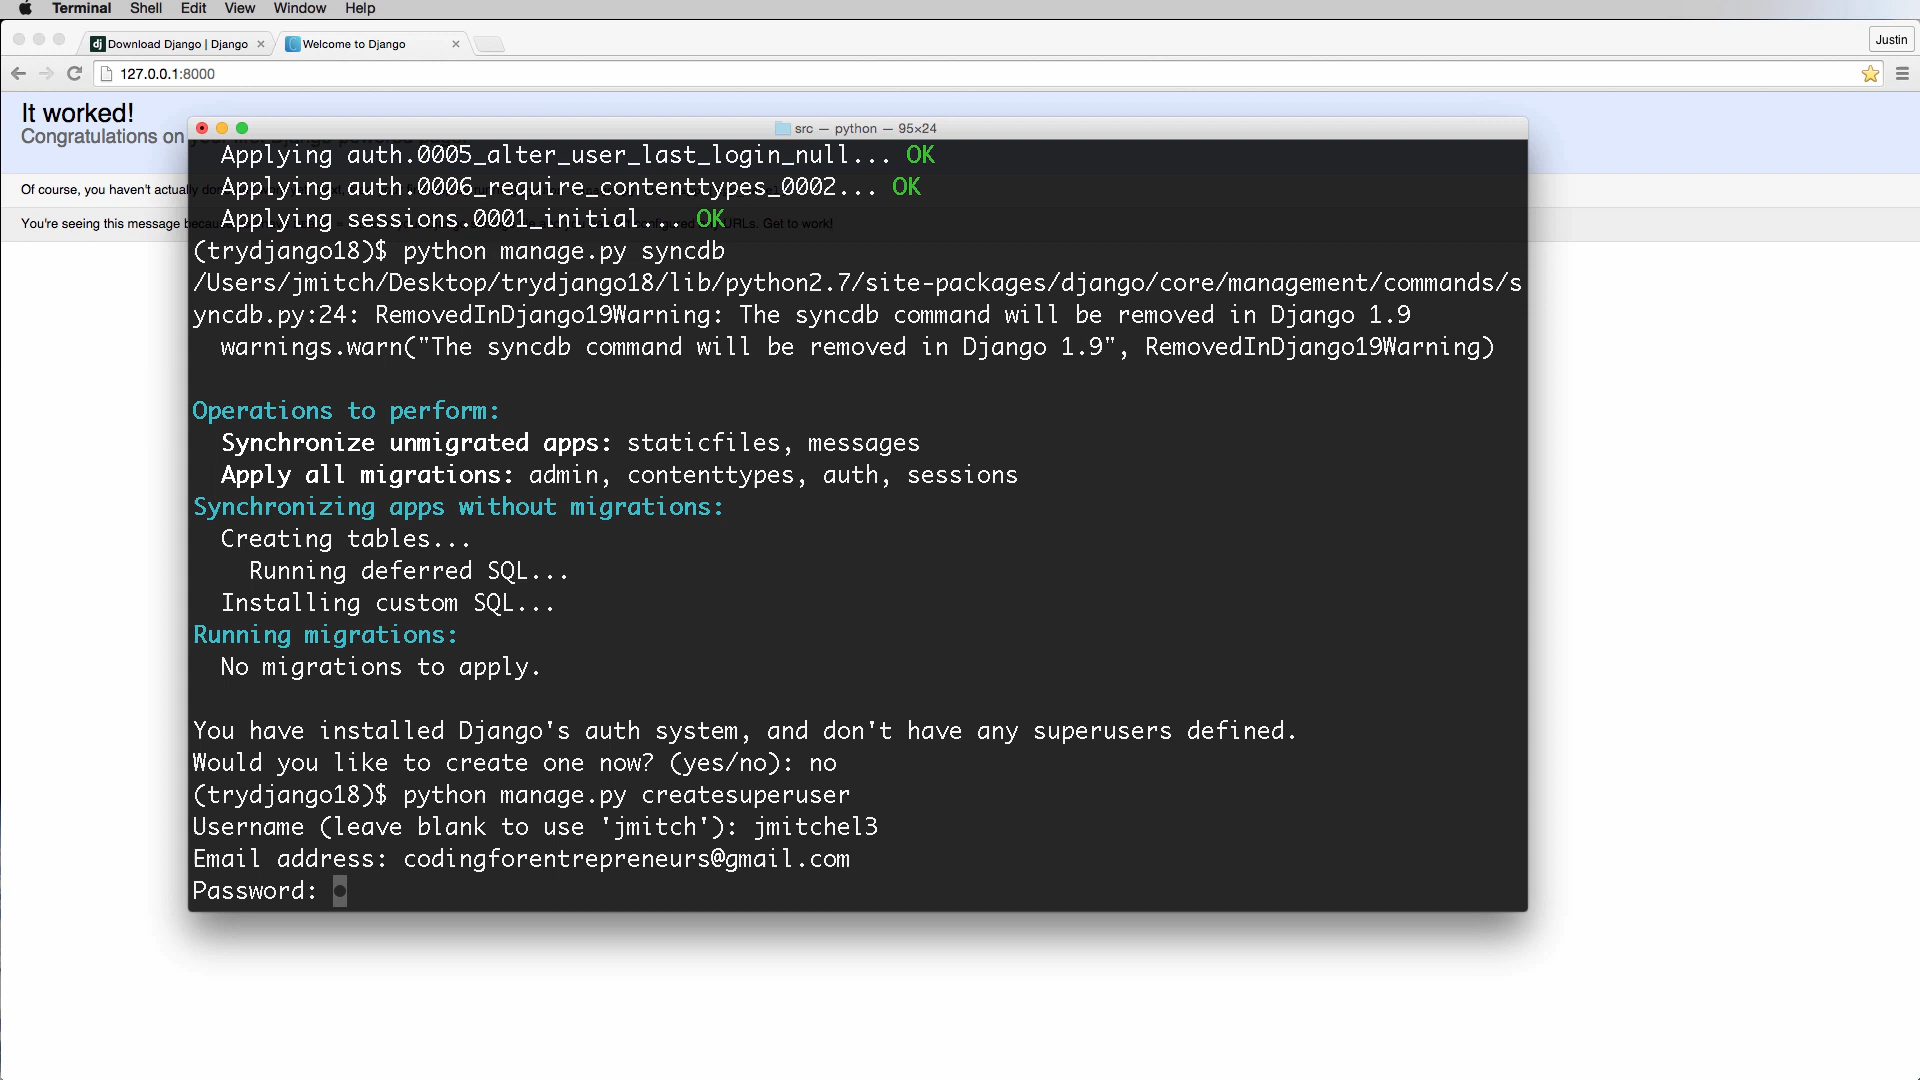 Terminal Shell Edit View Window Help
Download Django | Django
Welcome to Django
Justin
127.0.0.1:8000
It worked!
Congratulations on
src — python — 95×24
Applying auth.0005_alter_user_last_login_null... OK
Of course, you haven't actually
Applying auth.0006_require_contenttypes_0002... OK
You're seeing this message
URLs. Get to work!
Applying sessions.0001_initial... OK
(trydjango18)$ python manage.py syncdb
/Users/jmitch/Desktop/trydjango18/lib/python2.7/site-packages/django/core/management/commands/s
yncdb.py:24: RemovedInDjango19Warning: The syncdb command will be removed in Django 1.9
warnings.warn("The syncdb command will be removed in Django 1.9", RemovedInDjango19Warning)
Operations to perform:
Synchronize unmigrated apps: staticfiles, messages
Apply all migrations: admin, contenttypes, auth, sessions
Synchronizing apps without migrations:
Creating tables...
Running deferred SQL...
Installing custom SQL...
Running migrations:
No migrations to apply.
You have installed Django's auth system, and don't have any superusers defined.
Would you like to create one now? (yes/no): no
(trydjango18)$ python manage.py createsuperuser
Username (leave blank to use 'jmitch'): jmitchel3
Email address: codingforentrepreneurs@gmail.com
Password: